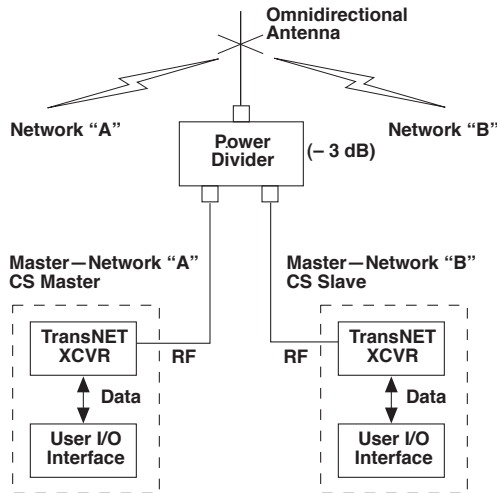 Omnidirectional
Antenna
Network “A”
Network “B”
Power
Divider
(– 3 dB)
Master—Network “A”
CS Master
Master—Network “B”
CS Slave
TransNET
XCVR
RF
RF
TransNET
XCVR
Data
Data
User I/O
Interface
User I/O
Interface